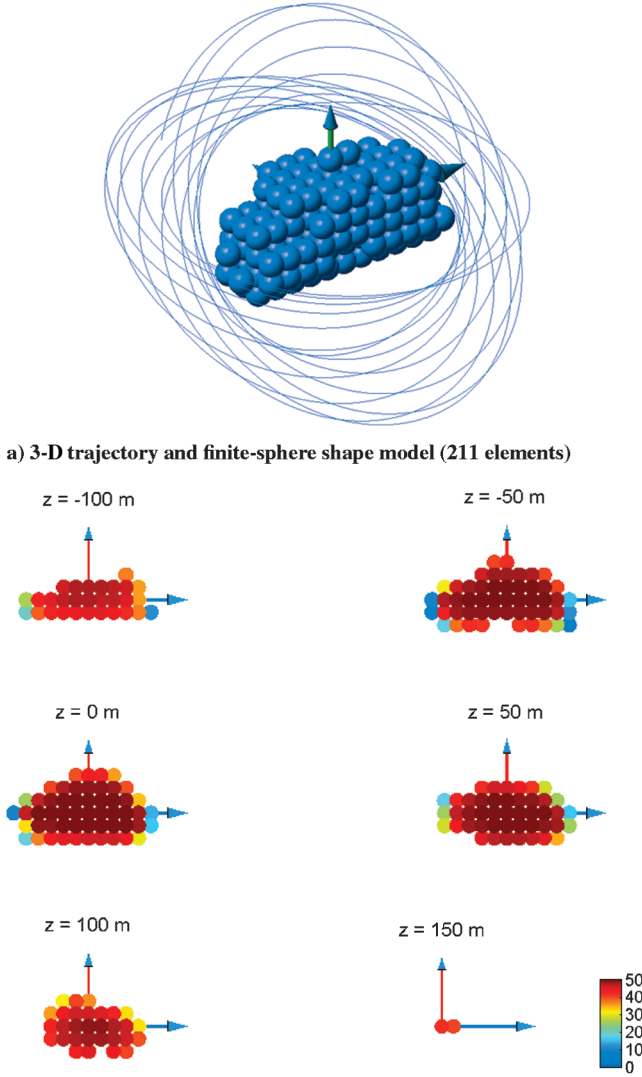 a) 3-D trajectory and finite-sphere shape model (211 elements)
z = -100 m
z = -50 m
z = 0 m
z = 50 m
z = 100 m
z = 150 m
50
40
30
20
10
0